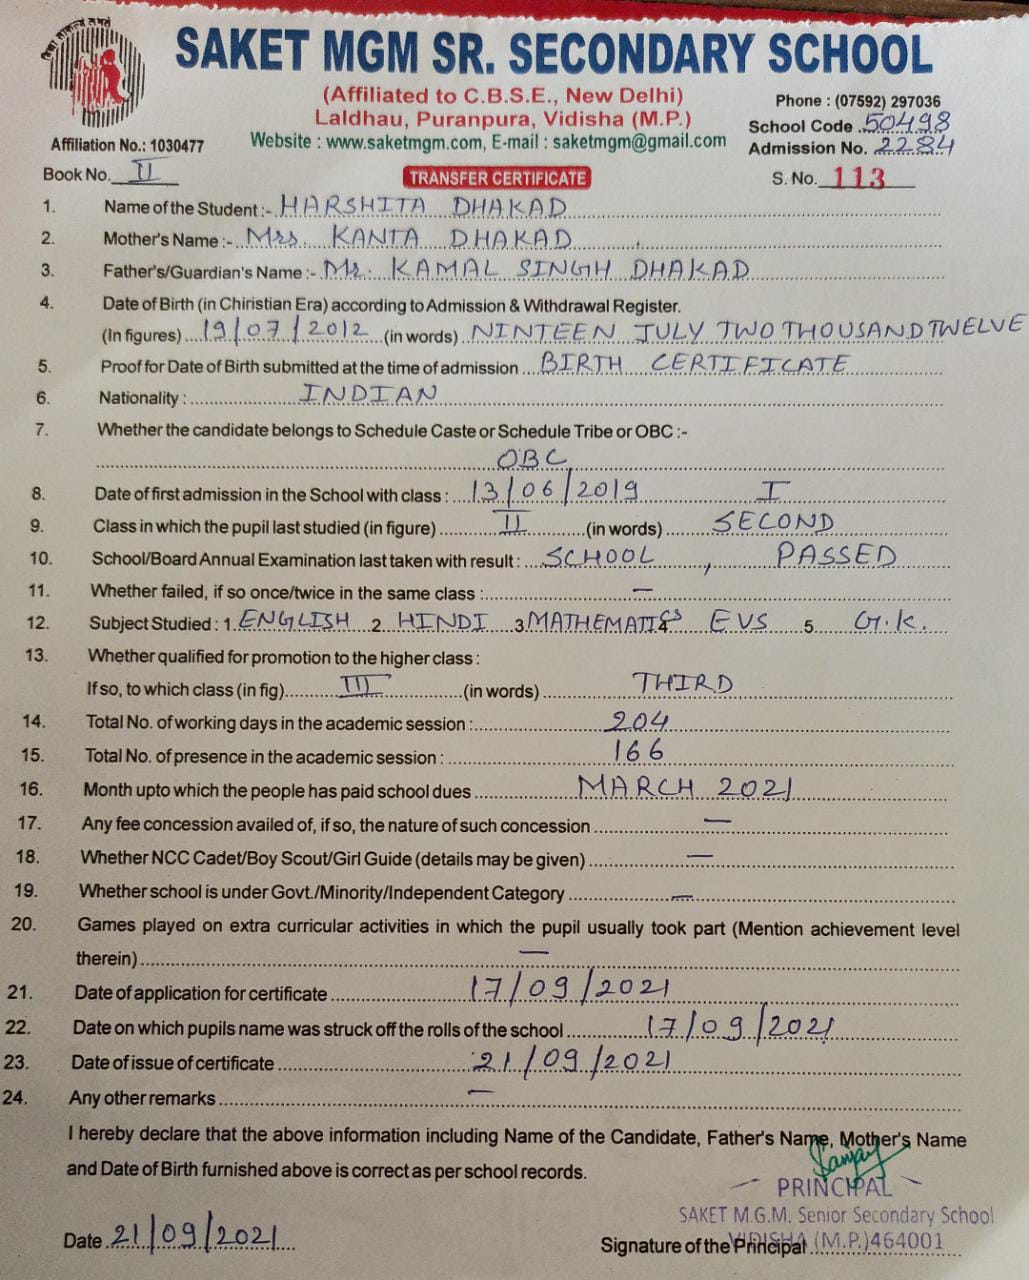 SAKET MGM SR. SECONDARY SCHOOL
(Affiliated to C.B.S.E., New Delhi)
Laldhau, Puranpura, Vidisha (M.P.)
Website : www.saketmgm.com, E-mail : saketmgm@gmail.com
Phone : (07592) 297036
School Code 50498
Admission No. 2284
Affiliation No.: 1030477
Book No. II
TRANSFER CERTIFICATE
S. No. 113
1. Name of the Student :- HARSHITA DHAKAD
2. Mother's Name :- Mrs. KANTA DHAKAD
3. Father's/Guardian's Name :- Mr. KAMAL SINGH DHAKAD
4. Date of Birth (in Chiristian Era) according to Admission & Withdrawal Register.
(In figures) 19/07/2012 (in words) NINTEEN JULY TWO THOUSAND TWELVE
5. Proof for Date of Birth submitted at the time of admission BIRTH CERTIFICATE
6. Nationality : INDIAN
7. Whether the candidate belongs to Schedule Caste or Schedule Tribe or OBC :-
OBC
8. Date of first admission in the School with class : 13/06/2019 I
9. Class in which the pupil last studied (in figure) II (in words) SECOND
10. School/Board Annual Examination last taken with result : SCHOOL , PASSED
11. Whether failed, if so once/twice in the same class : —
12. Subject Studied : 1. ENGLISH 2. HINDI 3. MATHEMATICS 4. EVS 5. G.K.
13. Whether qualified for promotion to the higher class :
If so, to which class (in fig) III (in words) THIRD
14. Total No. of working days in the academic session : 204
15. Total No. of presence in the academic session : 166
16. Month upto which the people has paid school dues MARCH 2021
17. Any fee concession availed of, if so, the nature of such concession —
18. Whether NCC Cadet/Boy Scout/Girl Guide (details may be given) —
19. Whether school is under Govt./Minority/Independent Category —
20. Games played on extra curricular activities in which the pupil usually took part (Mention achievement level
therein) —
21. Date of application for certificate 17/09/2021
22. Date on which pupils name was struck off the rolls of the school 17/09/2021
23. Date of issue of certificate 21/09/2021
24. Any other remarks —
I hereby declare that the above information including Name of the Candidate, Father's Name, Mother's Name
and Date of Birth furnished above is correct as per school records.
Sanjay
PRINCIPAL
SAKET M.G.M. Senior Secondary School
VIDISHA (M.P.) 464001
Date 21/09/2021
Signature of the Principal